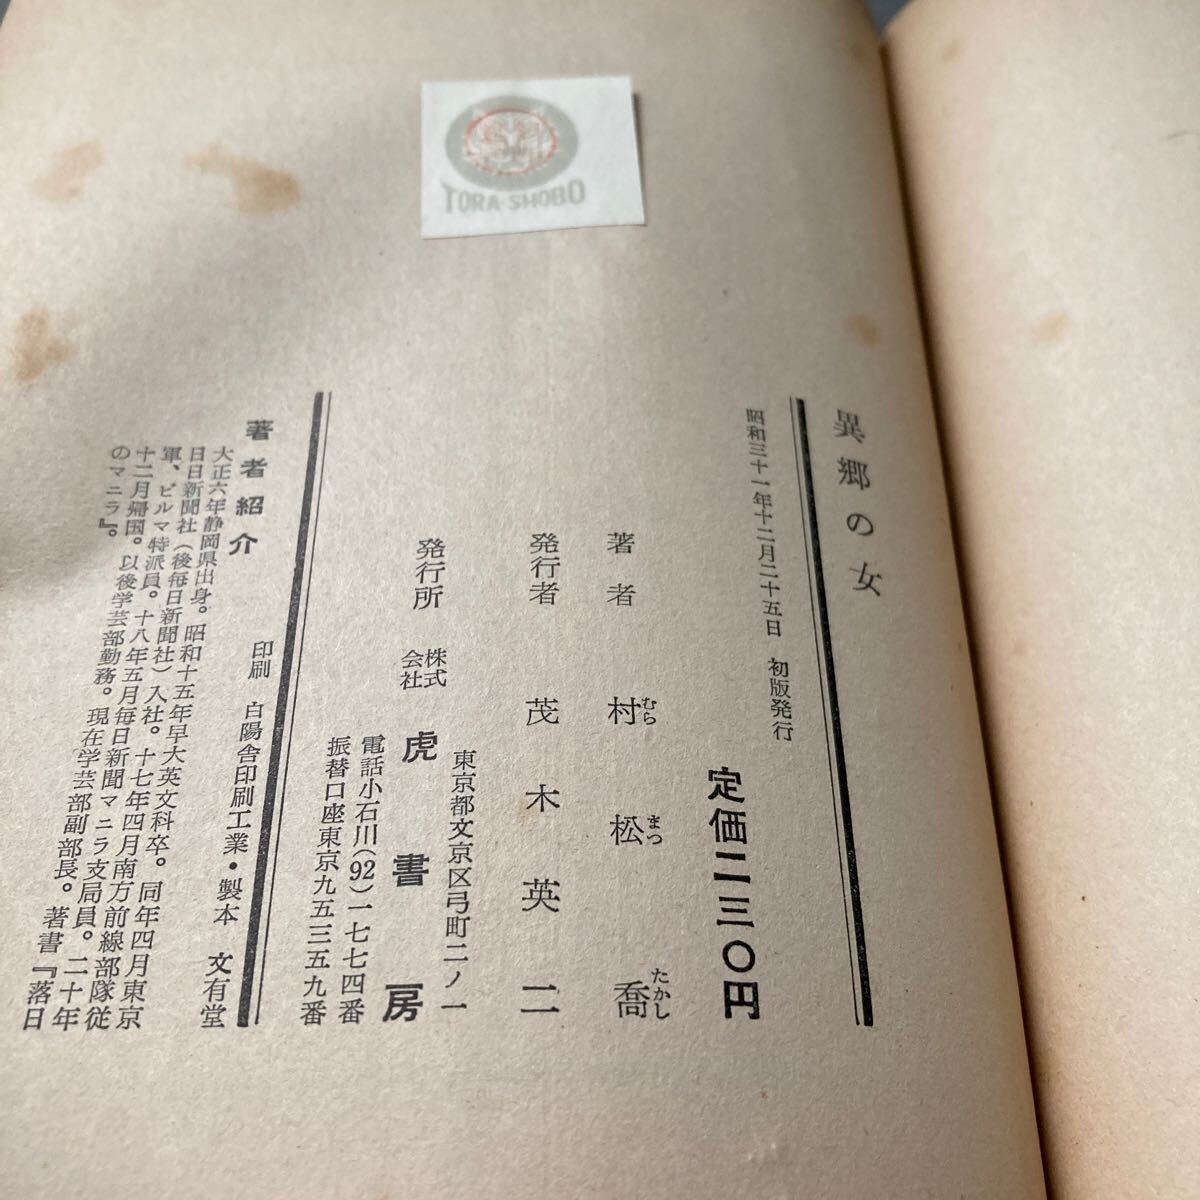 TORA-SHOBO
異郷の女
昭和三十一年十二月二十五日　初版発行
定価二三〇円
著者　村松喬
むら　まつ　たかし
発行者　茂木英二
発行所　株式会社　虎書房
東京都文京区弓町二ノ一
電話小石川(92)一七七四番
振替口座東京九五三五九番
印刷　白陽舎印刷工業・製本　文有堂
著者紹介
大正六年静岡県出身。昭和十五年早大英文科卒。同年四月東京
日日新聞社（後毎日新聞社）入社。十七年四月南方前線部隊従
軍、ビルマ特派員。十八年五月毎日新聞マニラ支局員。二十年
十二月帰国。以後学芸部勤務。現在学芸部副部長。著書『落日
のマニラ』。